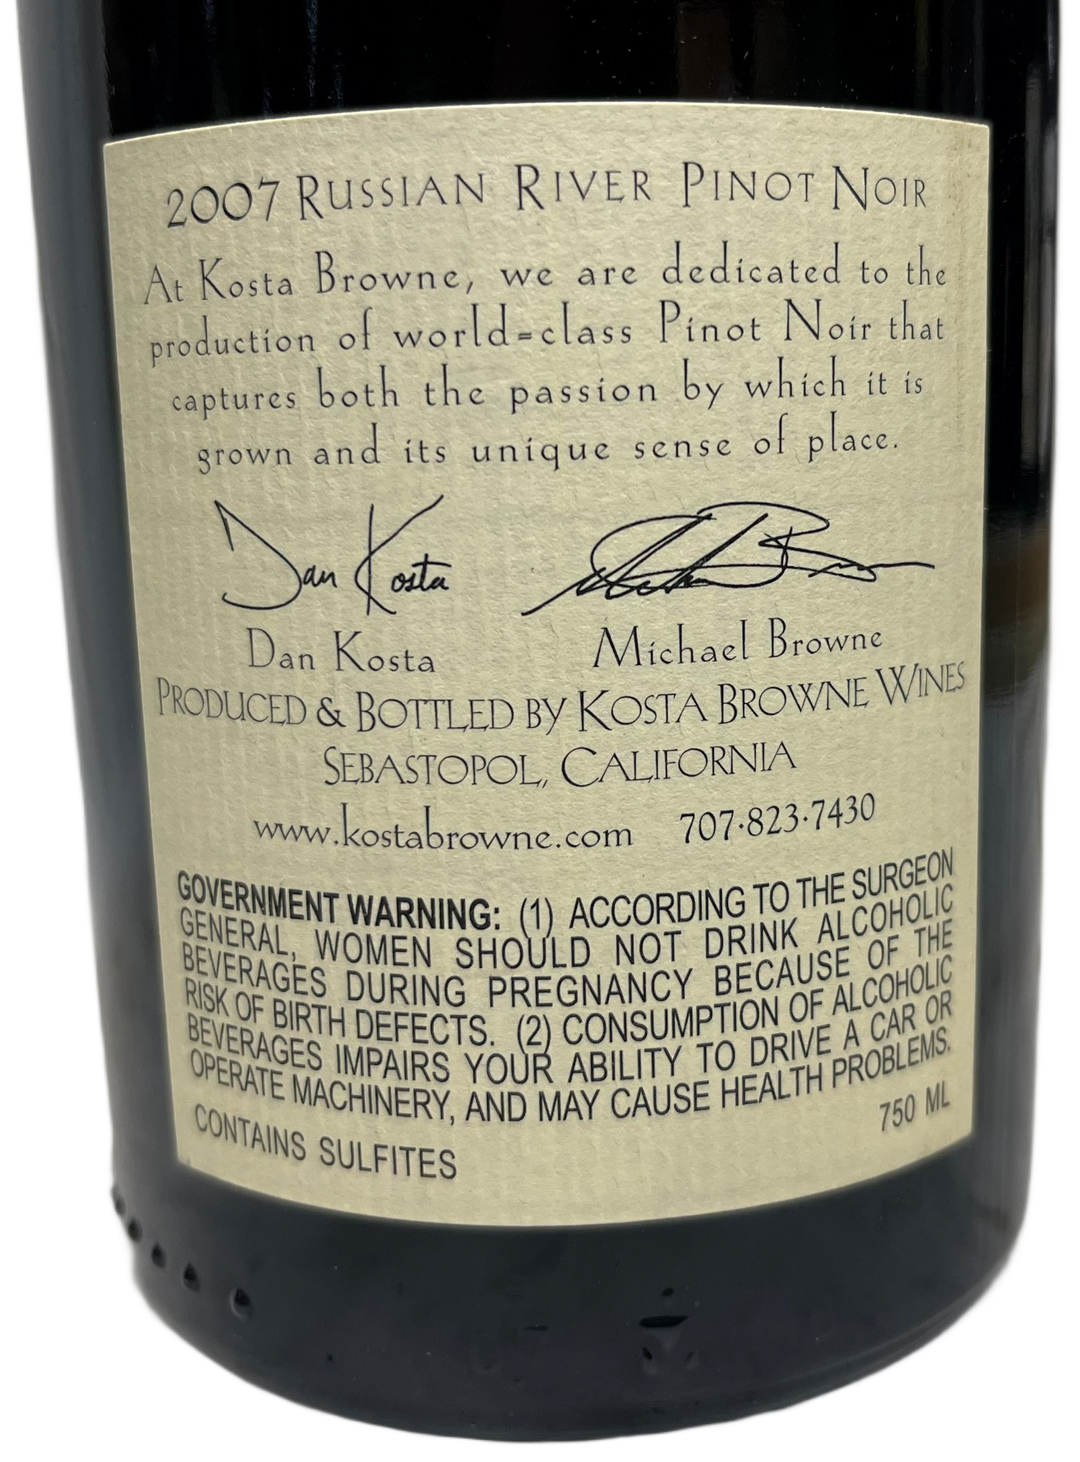 2007 RUSSIAN RIVER PINOT NOIR
At Kosta Browne, we are dedicated to the
production of world-class Pinot Noir that
captures both the passion by which it is
grown and its unique sense of place.
Dan Kosta
Dan Kosta Michael Browne
PRODUCED & BOTTLED BY KOSTA BROWNE WINES
SEBASTOPOL, CALIFORNIA
www.kostabrowne.com 707·823·7430
GOVERNMENT WARNING: (1) ACCORDING TO THE SURGEON
GENERAL, WOMEN SHOULD NOT DRINK ALCOHOLIC
BEVERAGES DURING PREGNANCY BECAUSE OF THE
RISK OF BIRTH DEFECTS. (2) CONSUMPTION OF ALCOHOLIC
BEVERAGES IMPAIRS YOUR ABILITY TO DRIVE A CAR OR
OPERATE MACHINERY, AND MAY CAUSE HEALTH PROBLEMS.
CONTAINS SULFITES 750 ML